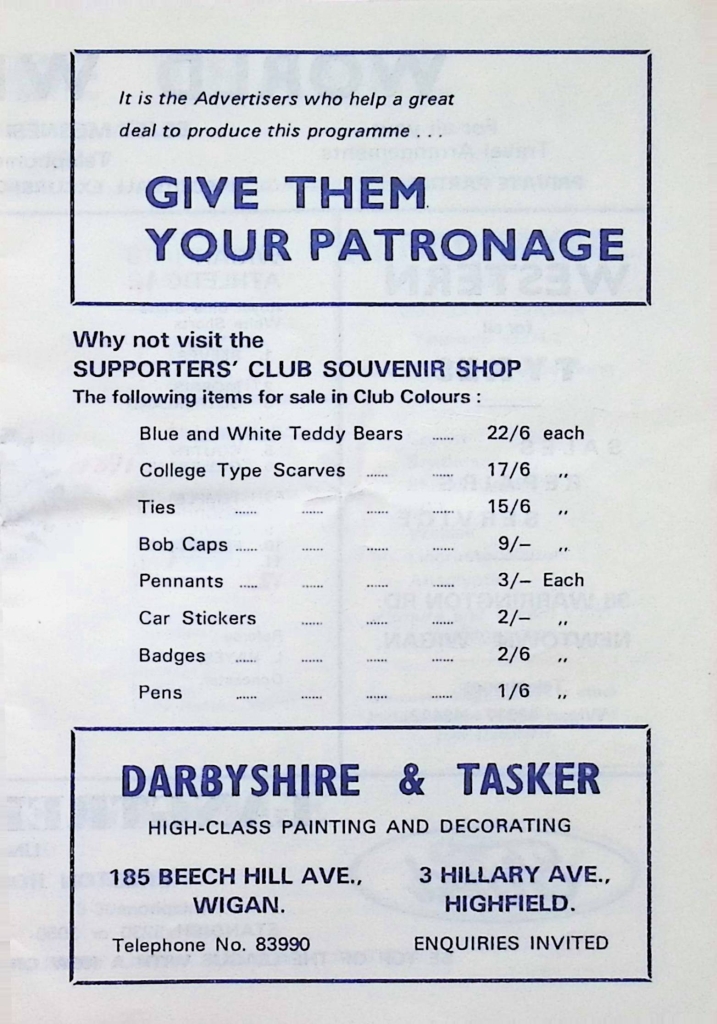 It is the Advertisers who help a great
deal to produce this programme . . .
GIVE THEM
YOUR PATRONAGE
Why not visit the
SUPPORTERS' CLUB SOUVENIR SHOP
The following items for sale in Club Colours :
Blue and White Teddy Bears ...... 22/6 each
College Type Scarves ...... ...... 17/6 ,,
Ties ...... ...... ...... ...... 15/6 ,,
Bob Caps ...... ...... ...... ...... 9/– ,,
Pennants ...... ...... ...... ...... 3/– Each
Car Stickers ...... ...... ...... 2/– ,,
Badges ...... ...... ...... ...... 2/6 ,,
Pens ...... ...... ...... ...... 1/6 ,,
DARBYSHIRE & TASKER
HIGH-CLASS PAINTING AND DECORATING
185 BEECH HILL AVE., 3 HILLARY AVE.,
WIGAN. HIGHFIELD.
Telephone No. 83990 ENQUIRIES INVITED